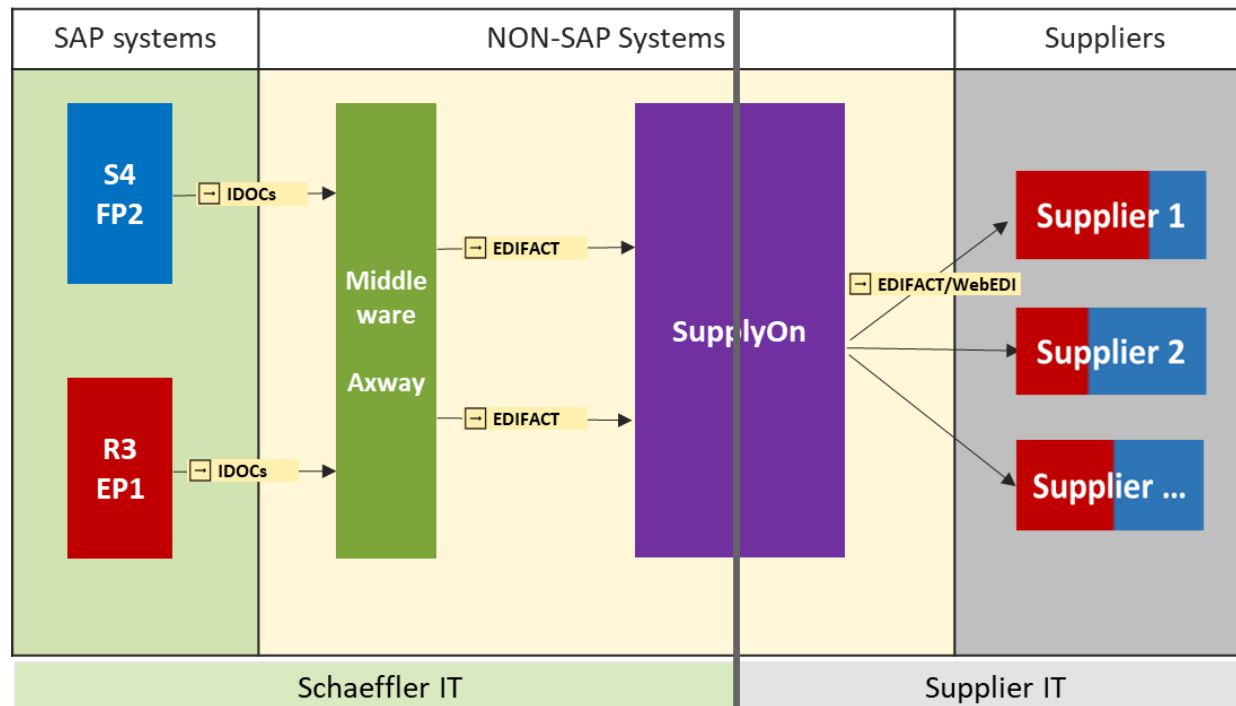 SAP systems
NON-SAP Systems
Suppliers
S4
FP2
→ IDOCs
R3
EP1
→ IDOCs
Middle
ware
Axway
→ EDIFACT
→ EDIFACT
SupplyOn
→ EDIFACT/WebEDI
Supplier 1
Supplier 2
Supplier ...
Schaeffler IT
Supplier IT